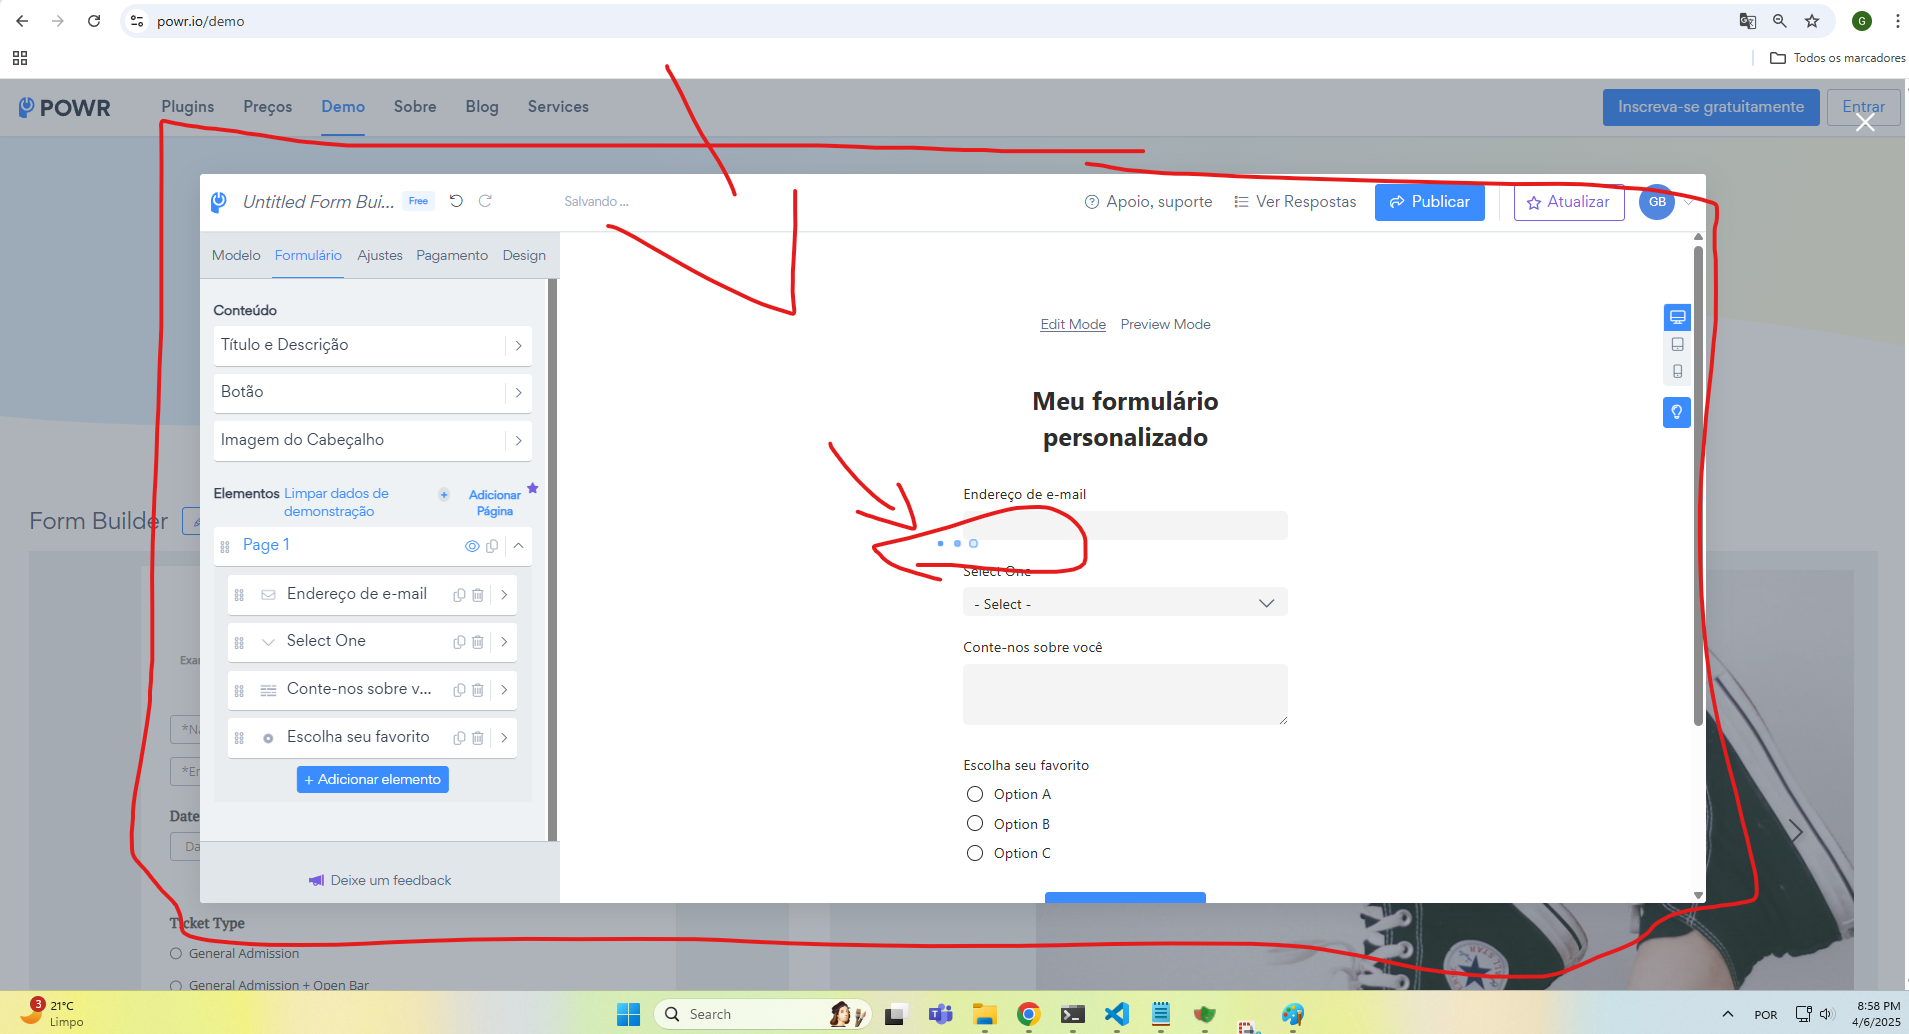 powr.io/demo
G
Todos os marcadores
POWR
Plugins
Preços
Demo
Sobre
Blog
Services
Inscreva-se gratuitamente
Entrar
Untitled Form Bui...
Free
Salvando ...
Apoio, suporte
Ver Respostas
Publicar
Atualizar
GB
Modelo
Formulário
Ajustes
Pagamento
Design
Conteúdo
Título e Descrição
Botão
Imagem do Cabeçalho
Elementos
Limpar dados de
demonstração
+
Adicionar
Página
Page 1
Endereço de e-mail
Select One
Conte-nos sobre v...
Escolha seu favorito
+ Adicionar elemento
Deixe um feedback
Edit Mode
Preview Mode
Meu formulário
personalizado
Endereço de e-mail
Select One
- Select -
Conte-nos sobre você
Escolha seu favorito
Option A
Option B
Option C
Form Builder
Date
Ticket Type
General Admission
General Admission + Open Bar
3
21°C
Limpo
Search
POR
8:58 PM
4/6/2025